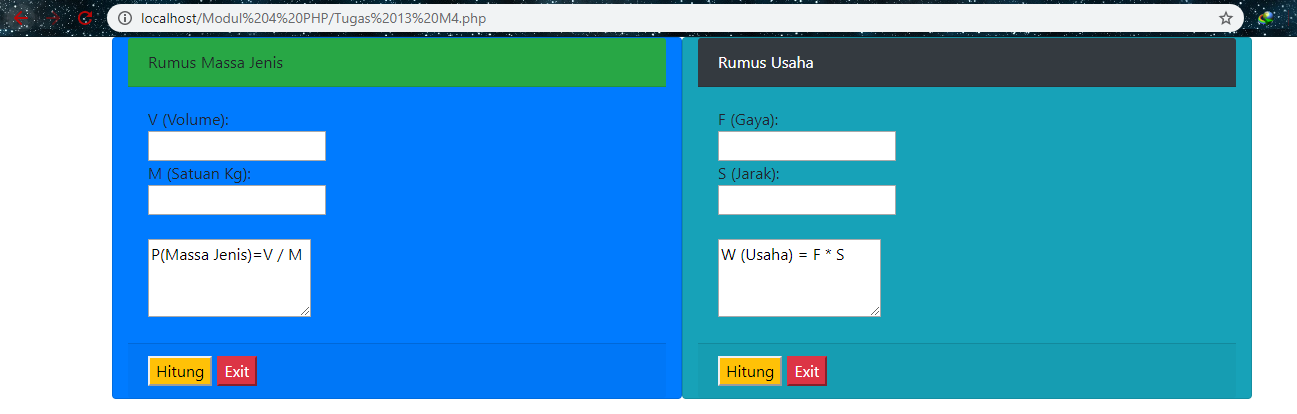 localhost/Modul%204%20PHP/Tugas%2013%20M4.php
Rumus Massa Jenis
V (Volume):
M (Satuan Kg):
P(Massa Jenis)=V / M
Hitung Exit
Rumus Usaha
F (Gaya):
S (Jarak):
W (Usaha) = F * S
Hitung Exit